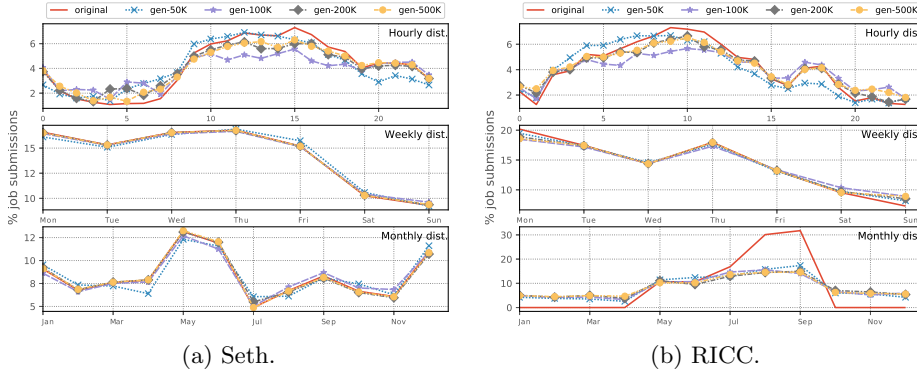 original gen-50K gen-100K gen-200K gen-500K
Hourly dist.
6
4
2
0 5 10 15 20
Weekly dist.
15
10
Mon Tue Wed Thu Fri Sat Sun
Monthly dist.
12
10
8
5
Jan Mar May Jul Sep Nov
% job submissions
(a) Seth.
original gen-50K gen-100K gen-200K gen-500K
Hourly dist.
6
4
2
0 5 10 15 20
Weekly dist.
20
15
10
Mon Tue Wed Thu Fri Sat Sun
Monthly dist.
30
20
10
0
Jan Mar May Jul Sep Nov
% job submissions
(b) RICC.